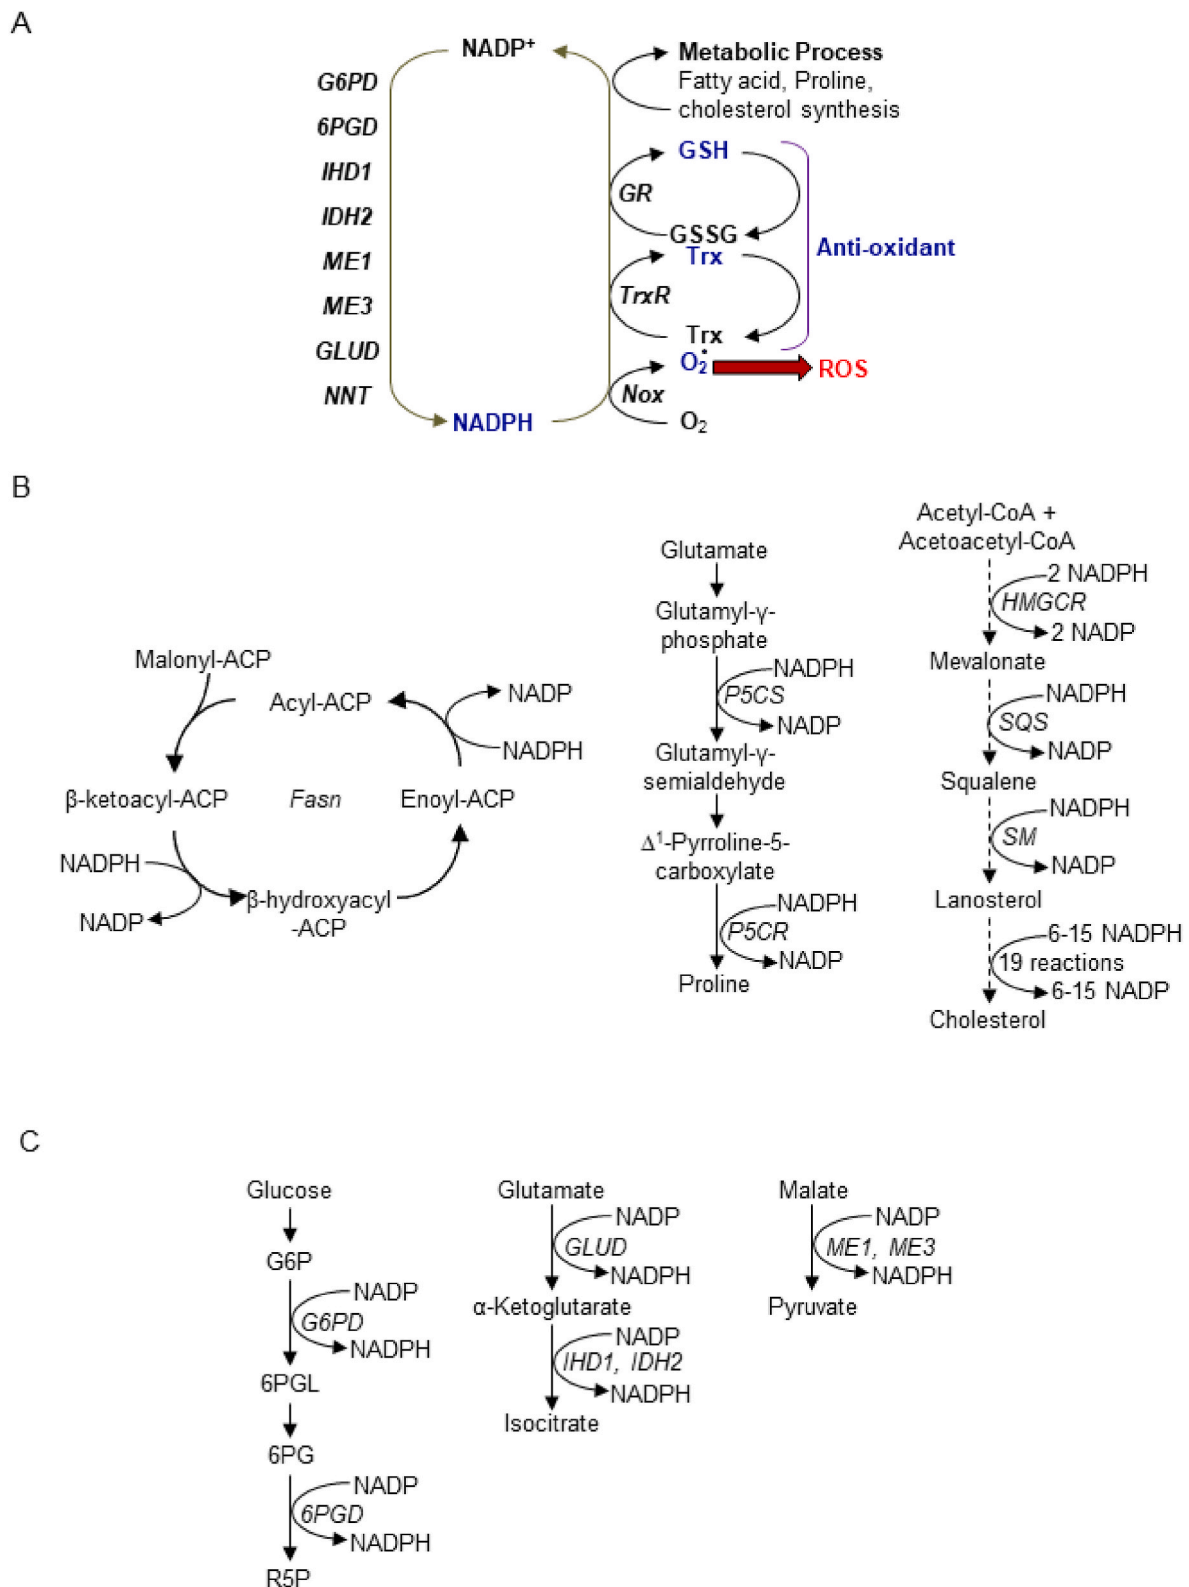 A
NADP⁺
Metabolic Process
Fatty acid, Proline,
cholesterol synthesis
G6PD
6PGD
IHD1
IDH2
ME1
ME3
GLUD
NNT
GSH
GR
GSSG
Trx
TrxR
Trx
Anti-oxidant
O₂•
ROS
Nox
O₂
NADPH
B
Malonyl-ACP
Acyl-ACP
NADP
NADPH
β-ketoacyl-ACP
Fasn
Enoyl-ACP
NADPH
NADP
β-hydroxyacyl
-ACP
Glutamate
Glutamyl-γ-
phosphate
NADPH
P5CS
NADP
Glutamyl-γ-
semialdehyde
Δ¹-Pyrroline-5-
carboxylate
NADPH
P5CR
NADP
Proline
Acetyl-CoA +
Acetoacetyl-CoA
2 NADPH
HMGCR
2 NADP
Mevalonate
NADPH
SQS
NADP
Squalene
NADPH
SM
NADP
Lanosterol
6-15 NADPH
19 reactions
6-15 NADP
Cholesterol
C
Glucose
G6P
NADP
G6PD
NADPH
6PGL
6PG
NADP
6PGD
NADPH
R5P
Glutamate
NADP
GLUD
NADPH
α-Ketoglutarate
NADP
IHD1, IDH2
NADPH
Isocitrate
Malate
NADP
ME1, ME3
NADPH
Pyruvate